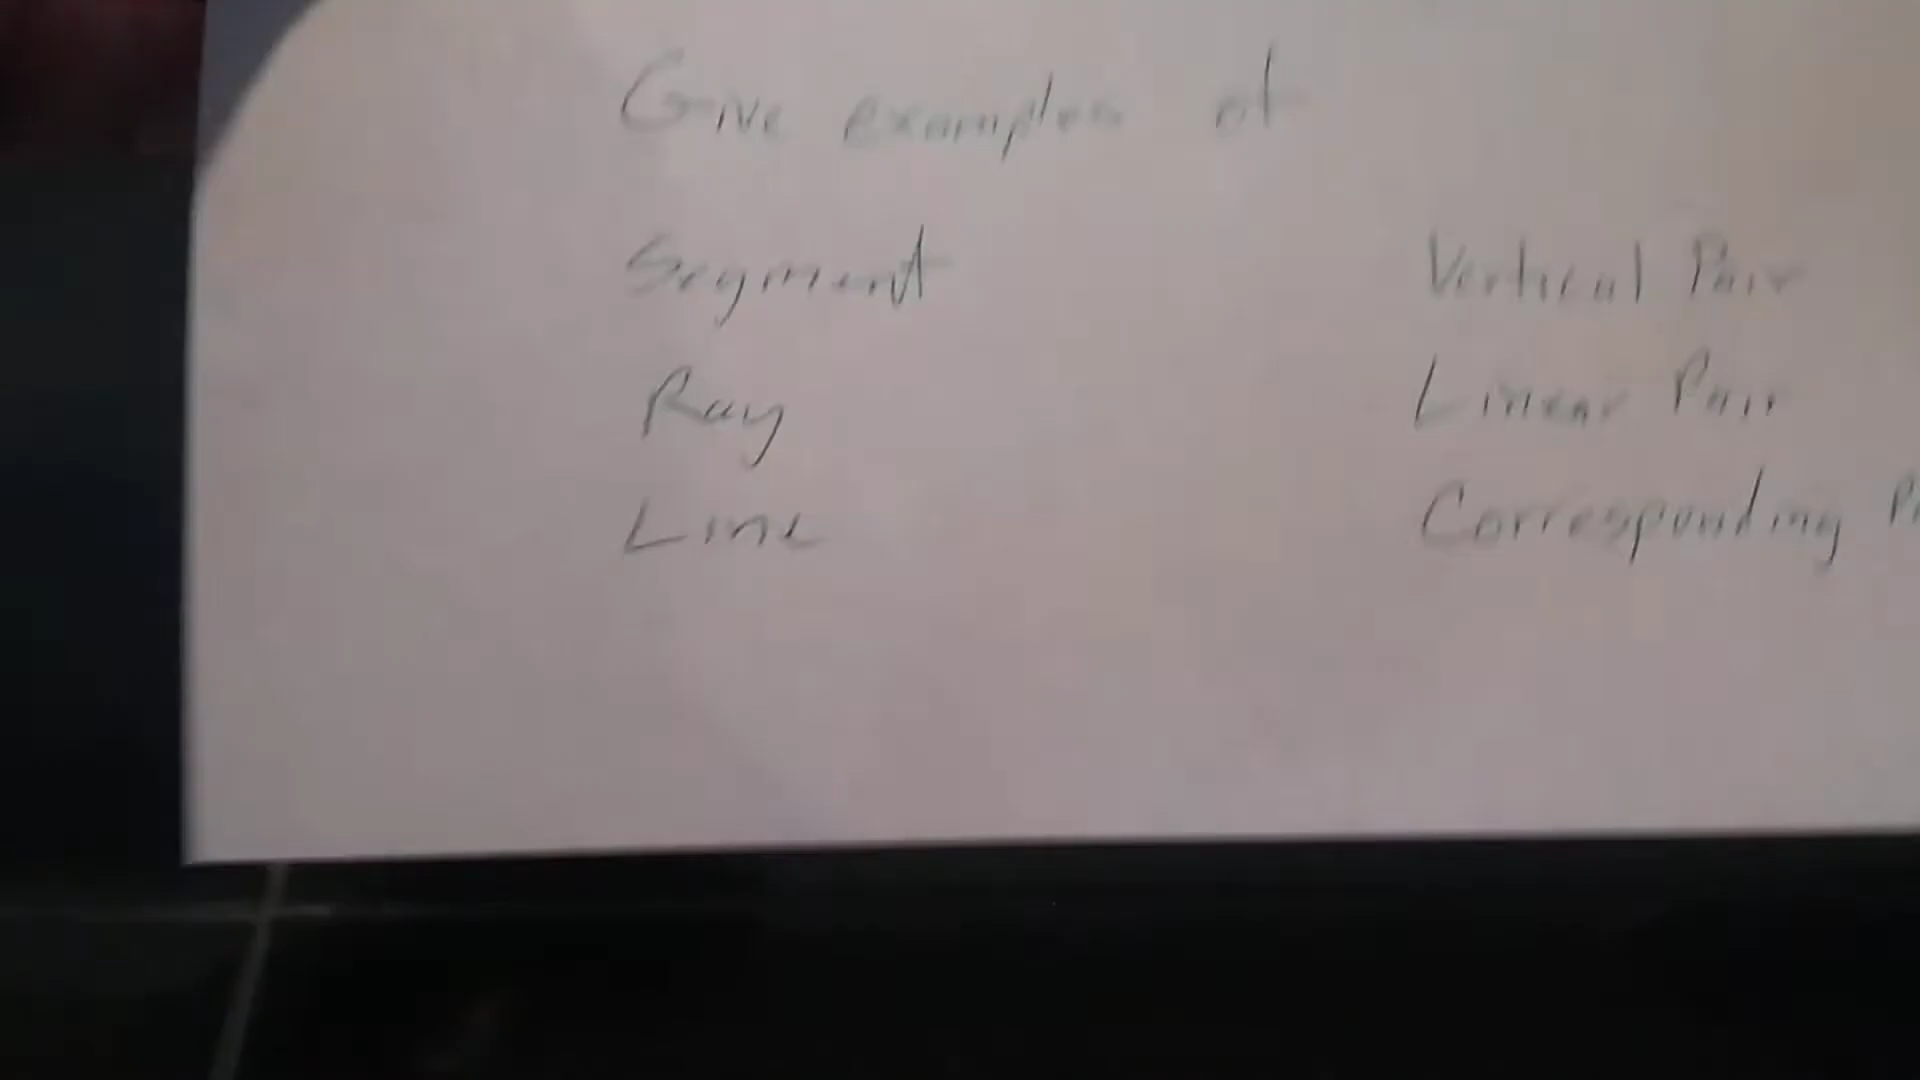 Give examples of
Segment
Ray
Line
Vertical Pair
Linear Pair
Corresponding